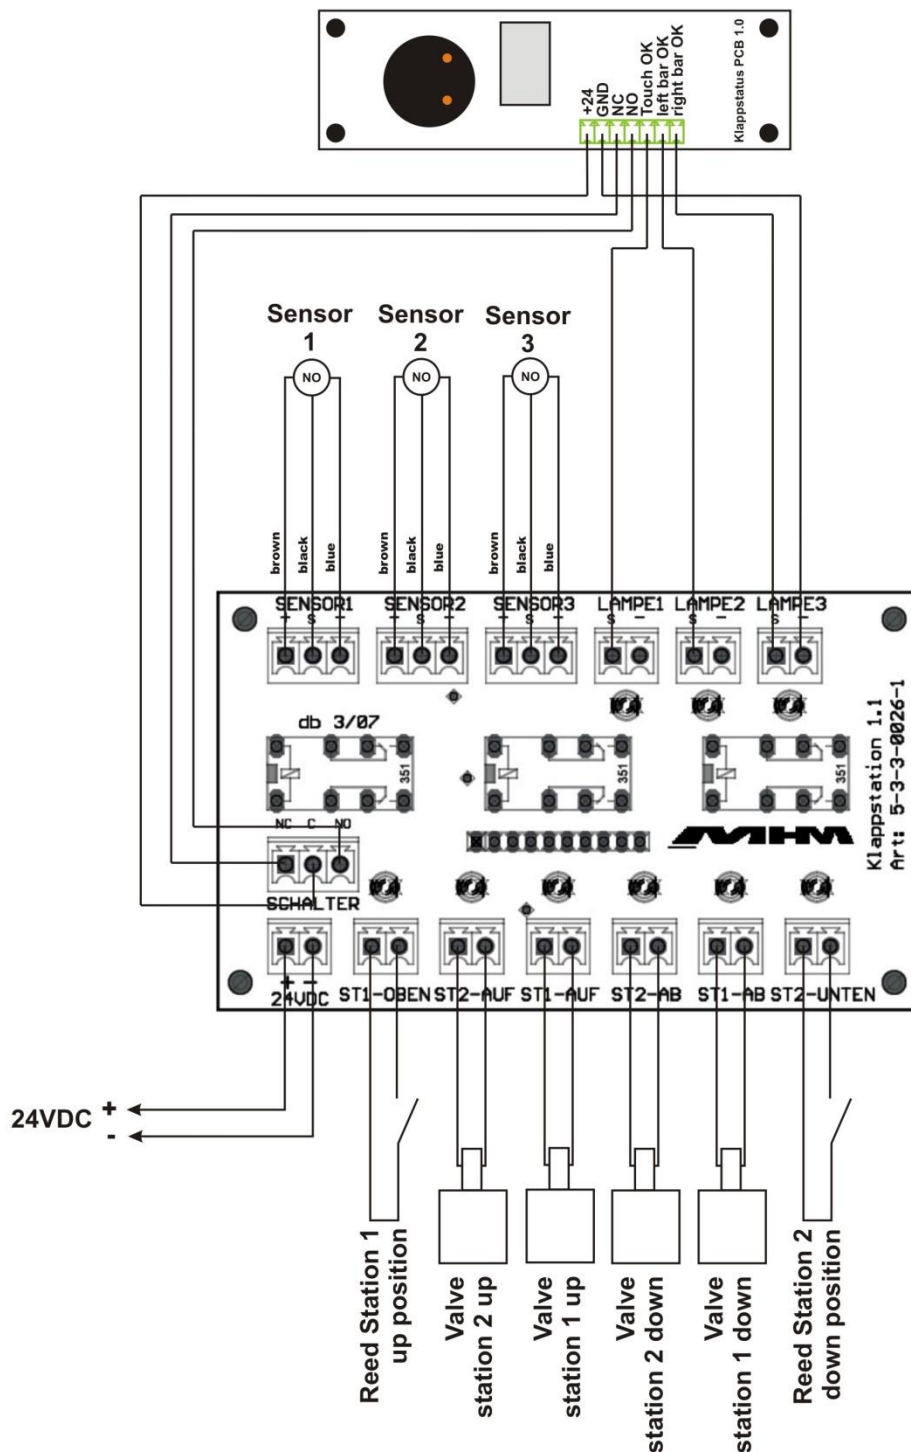 +24
GND
NC
NO
Touch OK
left bar OK
right bar OK
Klappstatus PCB 1.0
Sensor
1
Sensor
2
Sensor
3
NO
NO
NO
brown
black
blue
brown
black
blue
brown
black
blue
SENSOR1
SENSOR2
SENSOR3
LAMPE1
LAMPE2
LAMPE3
+ S -
+ S -
+ S -
S -
S -
S -
db 3/07
351
351
351
Klappstation 1.1
Art: 5-3-3-0026-1
NC C NO
MHM
SCHALTER
+ -
24VDC
ST1-OBEN
ST2-AUF
ST1-AUF
ST2-AB
ST1-AB
ST2-UNTEN
24VDC
+
-
Reed Station 1
up position
Valve
station 2 up
Valve
station 1 up
Valve
station 2 down
Valve
station 1 down
Reed Station 2
down position